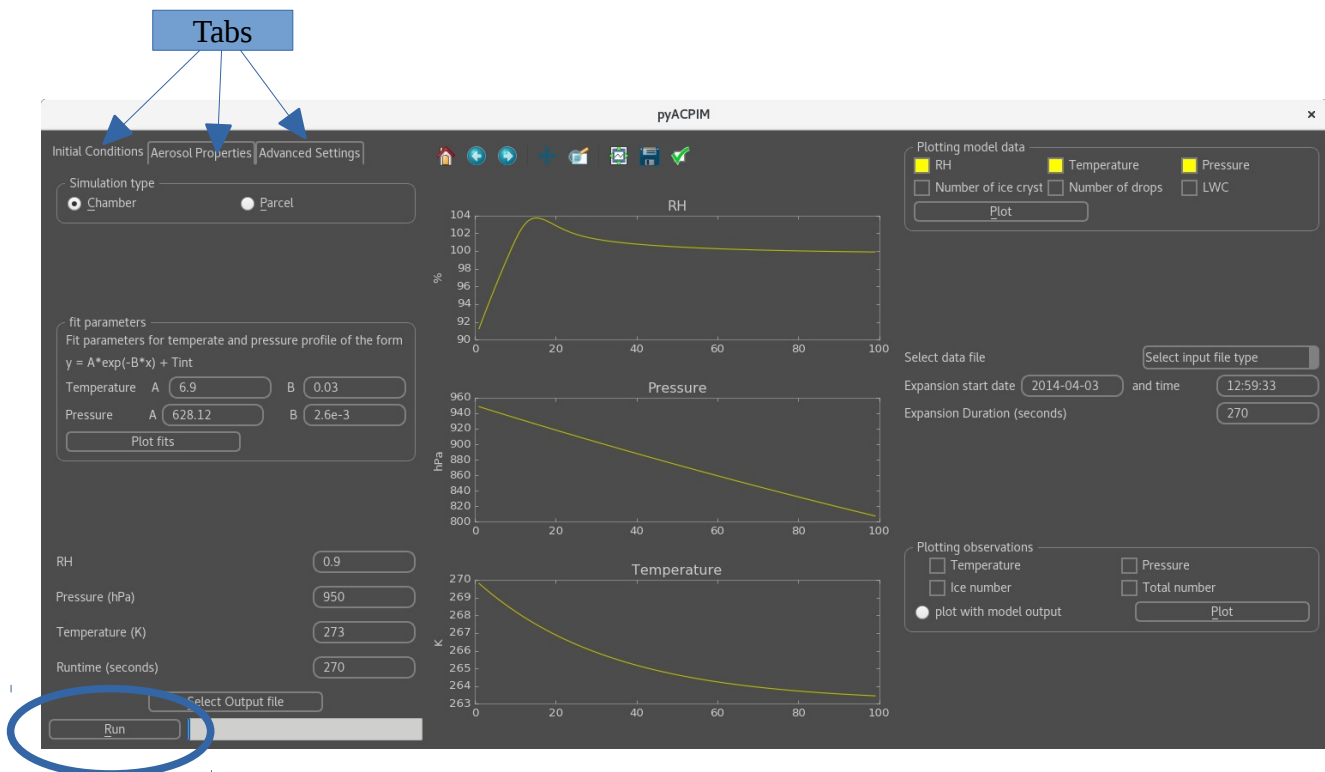 Tabs
pyACPIM ×
Initial Conditions Aerosol Properties Advanced Settings
Simulation type
Chamber Parcel
fit parameters
Fit parameters for temperate and pressure profile of the form
y = A*exp(-B*x) + Tint
Temperature A 6.9 B 0.03
Pressure A 628.12 B 2.6e-3
Plot fits
RH 0.9
Pressure (hPa) 950
Temperature (K) 273
Runtime (seconds) 270
Select Output file
Run
RH
%
104
102
100
98
96
94
92
90
0 20 40 60 80 100
Pressure
hPa
960
940
920
900
880
860
840
820
800
0 20 40 60 80 100
Temperature
K
270
269
268
267
266
265
264
263
0 20 40 60 80 100
Plotting model data
RH Temperature Pressure
Number of ice cryst Number of drops LWC
Plot
Select data file Select input file type
Expansion start date 2014-04-03 and time 12:59:33
Expansion Duration (seconds) 270
Plotting observations
Temperature Pressure
Ice number Total number
plot with model output Plot